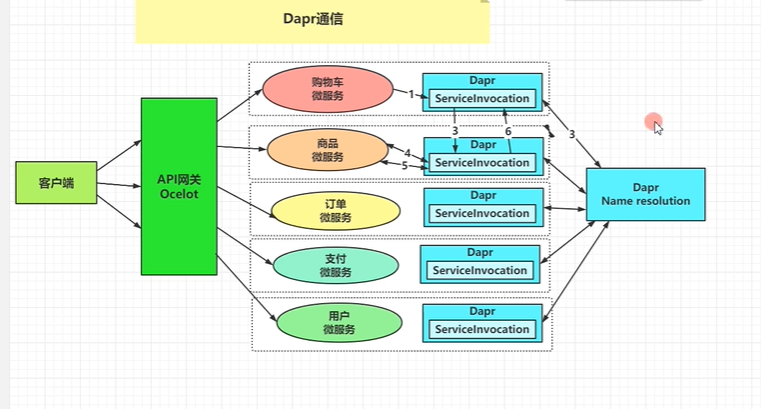 Dapr通信
客户端
API网关
Ocelot
购物车
微服务
1
Dapr
ServiceInvocation
3
6
3
商品
微服务
4
5
Dapr
ServiceInvocation
Dapr
Name resolution
订单
微服务
Dapr
ServiceInvocation
支付
微服务
Dapr
ServiceInvocation
用户
微服务
Dapr
ServiceInvocation